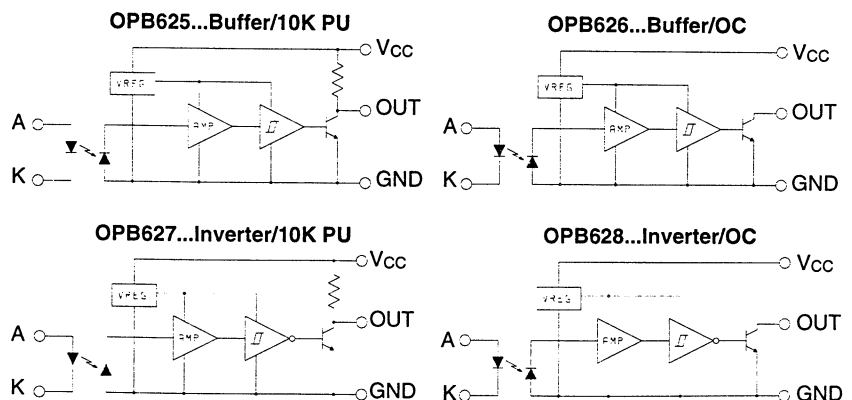 OPB625...Buffer/10K PU
VCC
VREG
OUT
A
AMP
K
GND
OPB626...Buffer/OC
VCC
VREG
OUT
A
AMP
K
GND
OPB627...Inverter/10K PU
VCC
VREG
OUT
A
AMP
K
GND
OPB628...Inverter/OC
VCC
VREG
OUT
A
AMP
K
GND